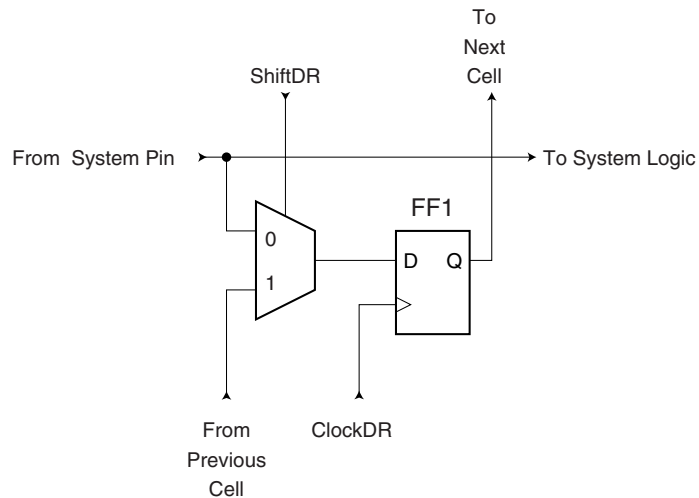 To
Next
Cell
ShiftDR
From System Pin
To System Logic
FF1
0
D Q
1
From
Previous
Cell
ClockDR